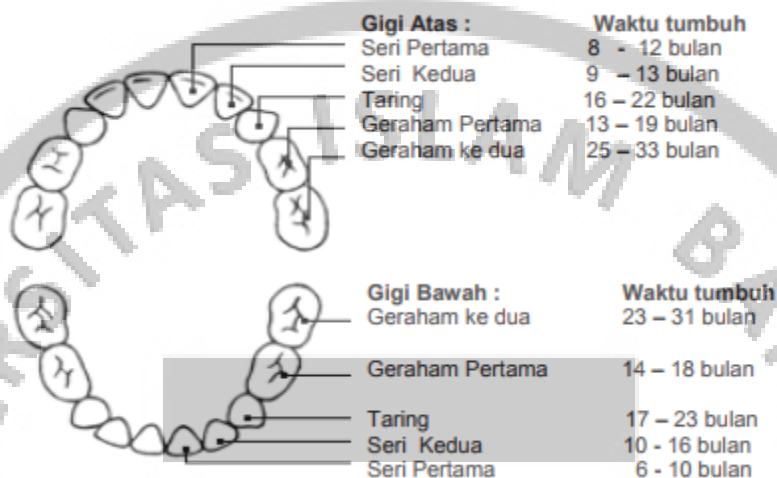 Gigi Atas : Waktu tumbuh
Seri Pertama 8 - 12 bulan
Seri Kedua 9 – 13 bulan
Taring 16 – 22 bulan
Geraham Pertama 13 – 19 bulan
Geraham ke dua 25 – 33 bulan
Gigi Bawah : Waktu tumbuh
Geraham ke dua 23 – 31 bulan
Geraham Pertama 14 – 18 bulan
Taring 17 – 23 bulan
Seri Kedua 10 - 16 bulan
Seri Pertama 6 - 10 bulan
RSITAS ISLAM BA